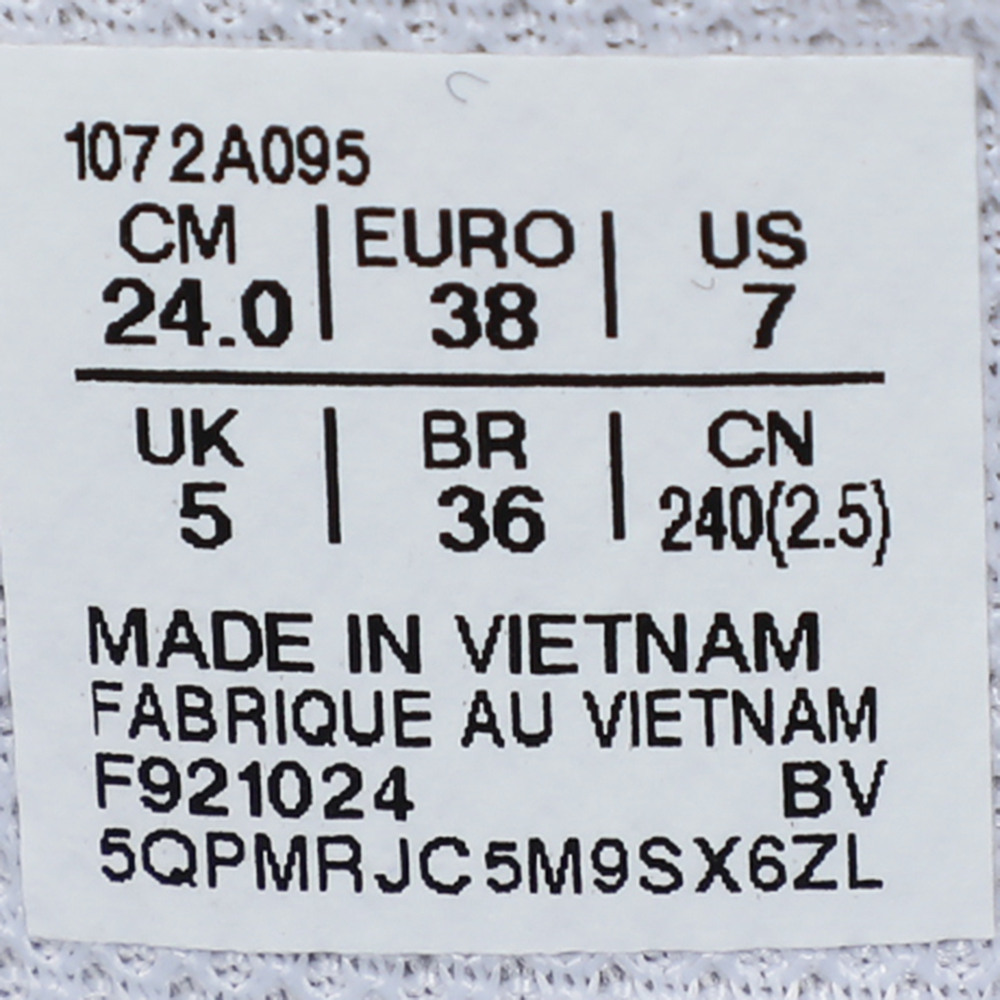 1072A095
CM | EURO | US
24.0 | 38 | 7
UK | BR | CN
5 | 36 | 240(2.5)
MADE IN VIETNAM
FABRIQUE AU VIETNAM
F921024 BV
5QPMRJC5M9SX6ZL